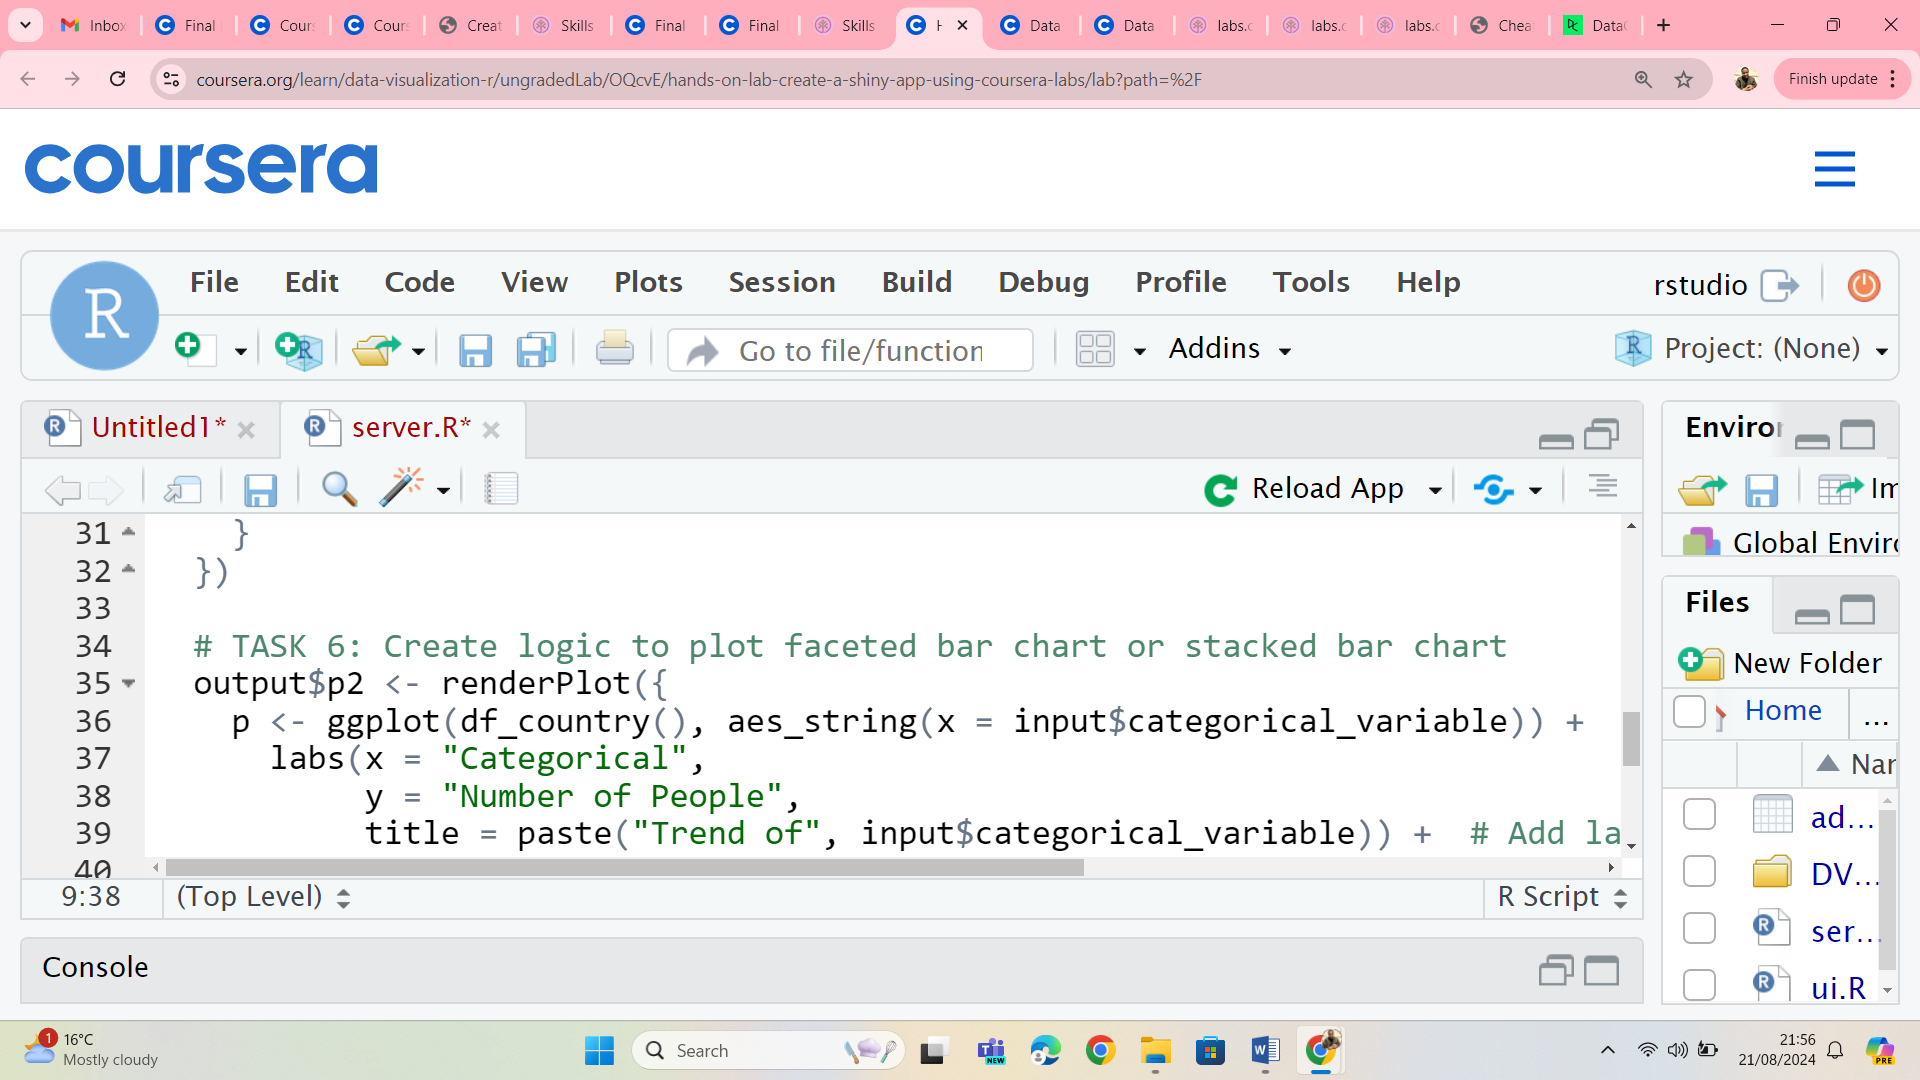 Inbox
Final
Cours
Cours
Creat
Skills
Final
Final
Skills
H
Data
Data
labs.c
labs.c
labs.c
Chea
Data
coursera.org/learn/data-visualization-r/ungradedLab/OQcvE/hands-on-lab-create-a-shiny-app-using-coursera-labs/lab?path=%2F
Finish update
coursera
R
File Edit Code View Plots Session Build Debug Profile Tools Help
rstudio
Go to file/function
Addins
Project: (None)
Untitled1*
server.R*
Reload App
31 }
32 })
33
34 # TASK 6: Create logic to plot faceted bar chart or stacked bar chart
35 output$p2 <- renderPlot({
36 p <- ggplot(df_country(), aes_string(x = input$categorical_variable)) +
37 labs(x = "Categorical",
38 y = "Number of People",
39 title = paste("Trend of", input$categorical_variable)) + # Add la
40
9:38
(Top Level)
R Script
Console
Enviror
Im
Global Enviro
Files
New Folder
Home
...
Nar
ad...
DV...
ser...
ui.R
1
16°C
Mostly cloudy
Search
NEW
21:56
21/08/2024
PRE